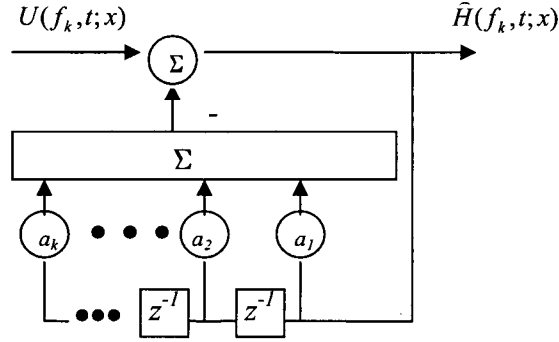 U(f_k,t;x)
Ĥ(f_k,t;x)
Σ
-
Σ
a_k
a_2
a_1
z^{-1}
z^{-1}